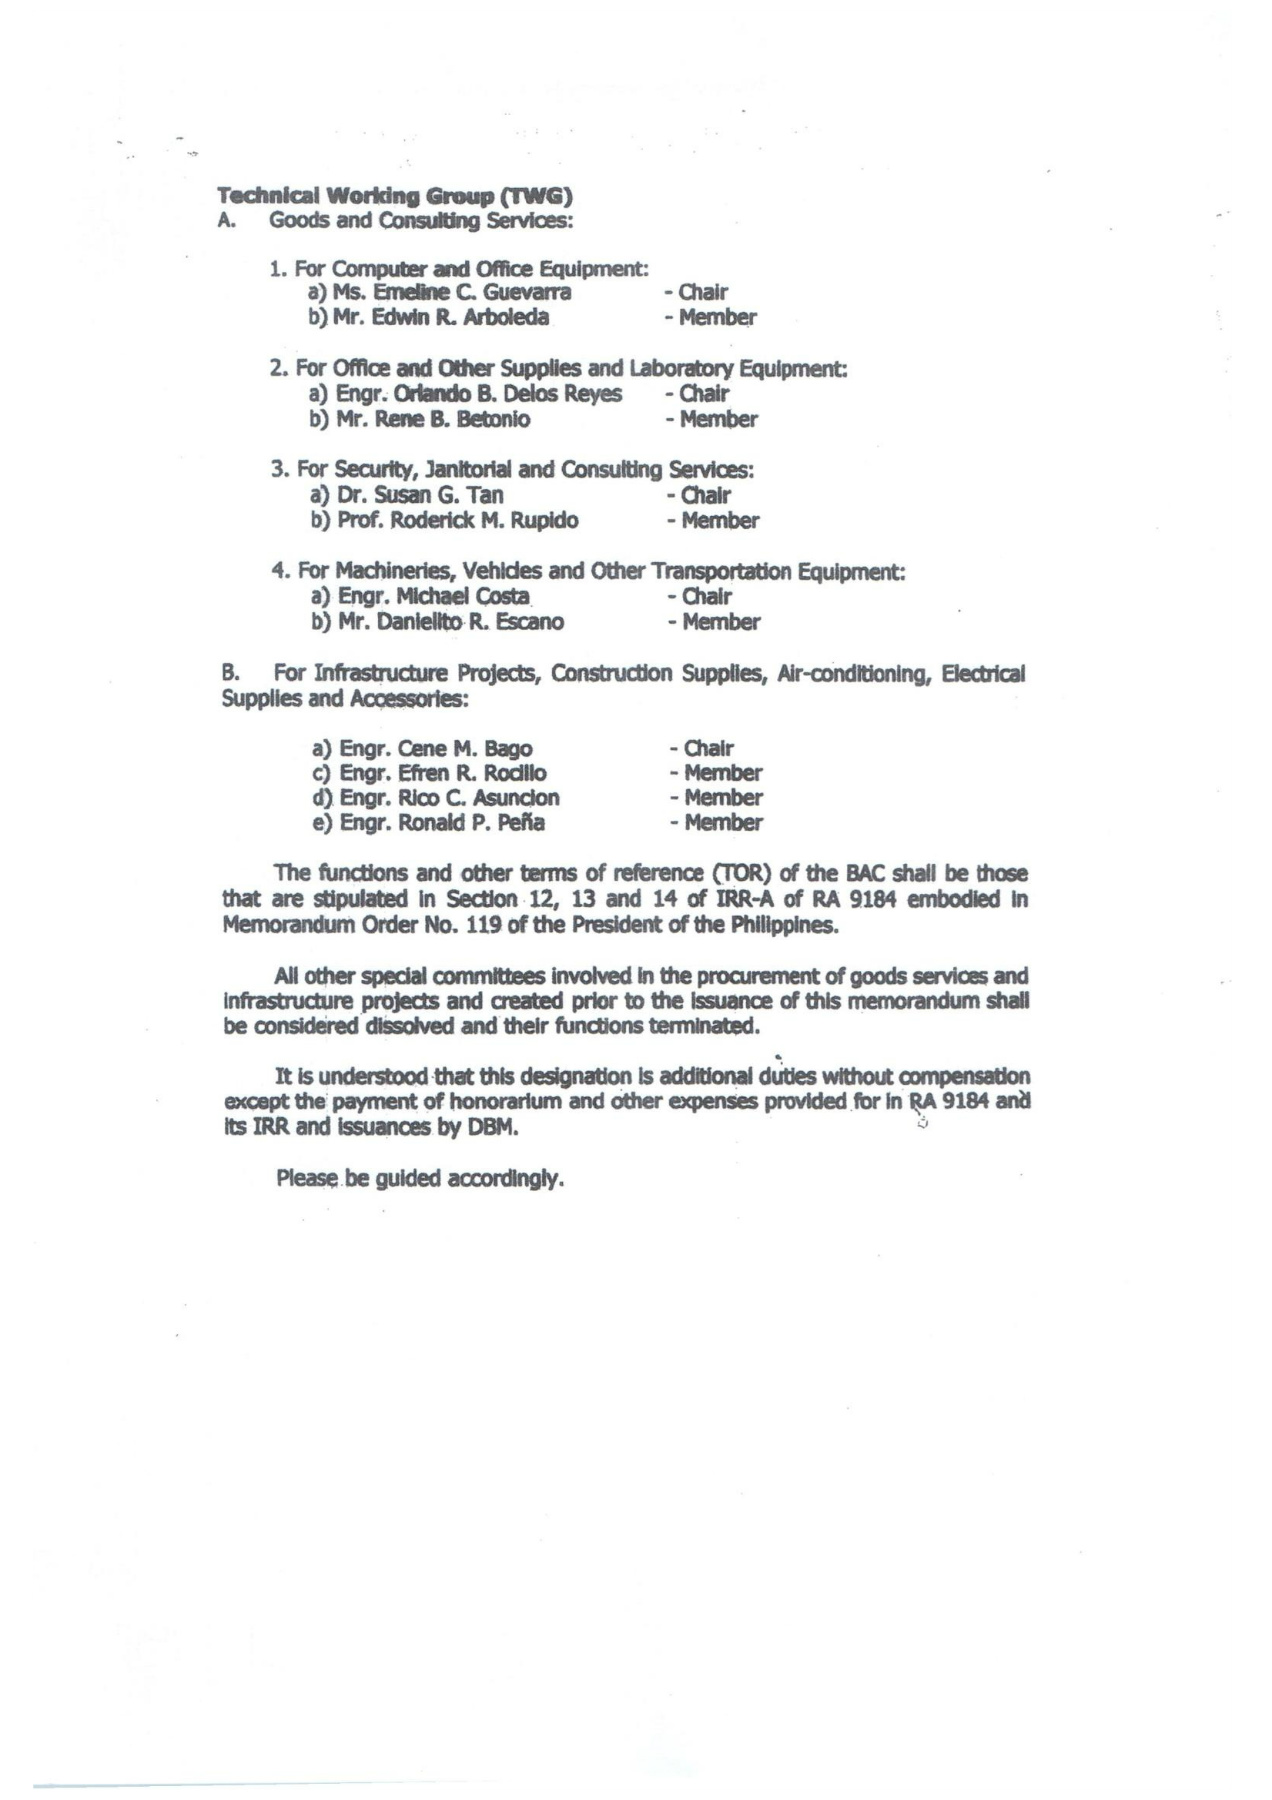 Technical Working Group (TWG)
A. Goods and Consulting Services:
1. For Computer and Office Equipment:
a) Ms. Emeline C. Guevarra - Chair
b) Mr. Edwin R. Arboleda - Member
2. For Office and Other Supplies and Laboratory Equipment:
a) Engr. Orlando B. Delos Reyes - Chair
b) Mr. Rene B. Betonio - Member
3. For Security, Janitorial and Consulting Services:
a) Dr. Susan G. Tan - Chair
b) Prof. Roderick M. Rupido - Member
4. For Machineries, Vehicles and Other Transportation Equipment:
a) Engr. Michael Costa - Chair
b) Mr. Danielito R. Escano - Member
B. For Infrastructure Projects, Construction Supplies, Air-conditioning, Electrical
Supplies and Accessories:
a) Engr. Cene M. Bago - Chair
c) Engr. Efren R. Rodilo - Member
d) Engr. Rico C. Asuncion - Member
e) Engr. Ronald P. Peña - Member
The functions and other terms of reference (TOR) of the BAC shall be those
that are stipulated in Section 12, 13 and 14 of IRR-A of RA 9184 embodied in
Memorandum Order No. 119 of the President of the Philippines.
All other special committees involved in the procurement of goods services and
infrastructure projects and created prior to the issuance of this memorandum shall
be considered dissolved and their functions terminated.
It is understood that this designation is additional duties without compensation
except the payment of honorarium and other expenses provided for in RA 9184 and
its IRR and issuances by DBM.
Please be guided accordingly.